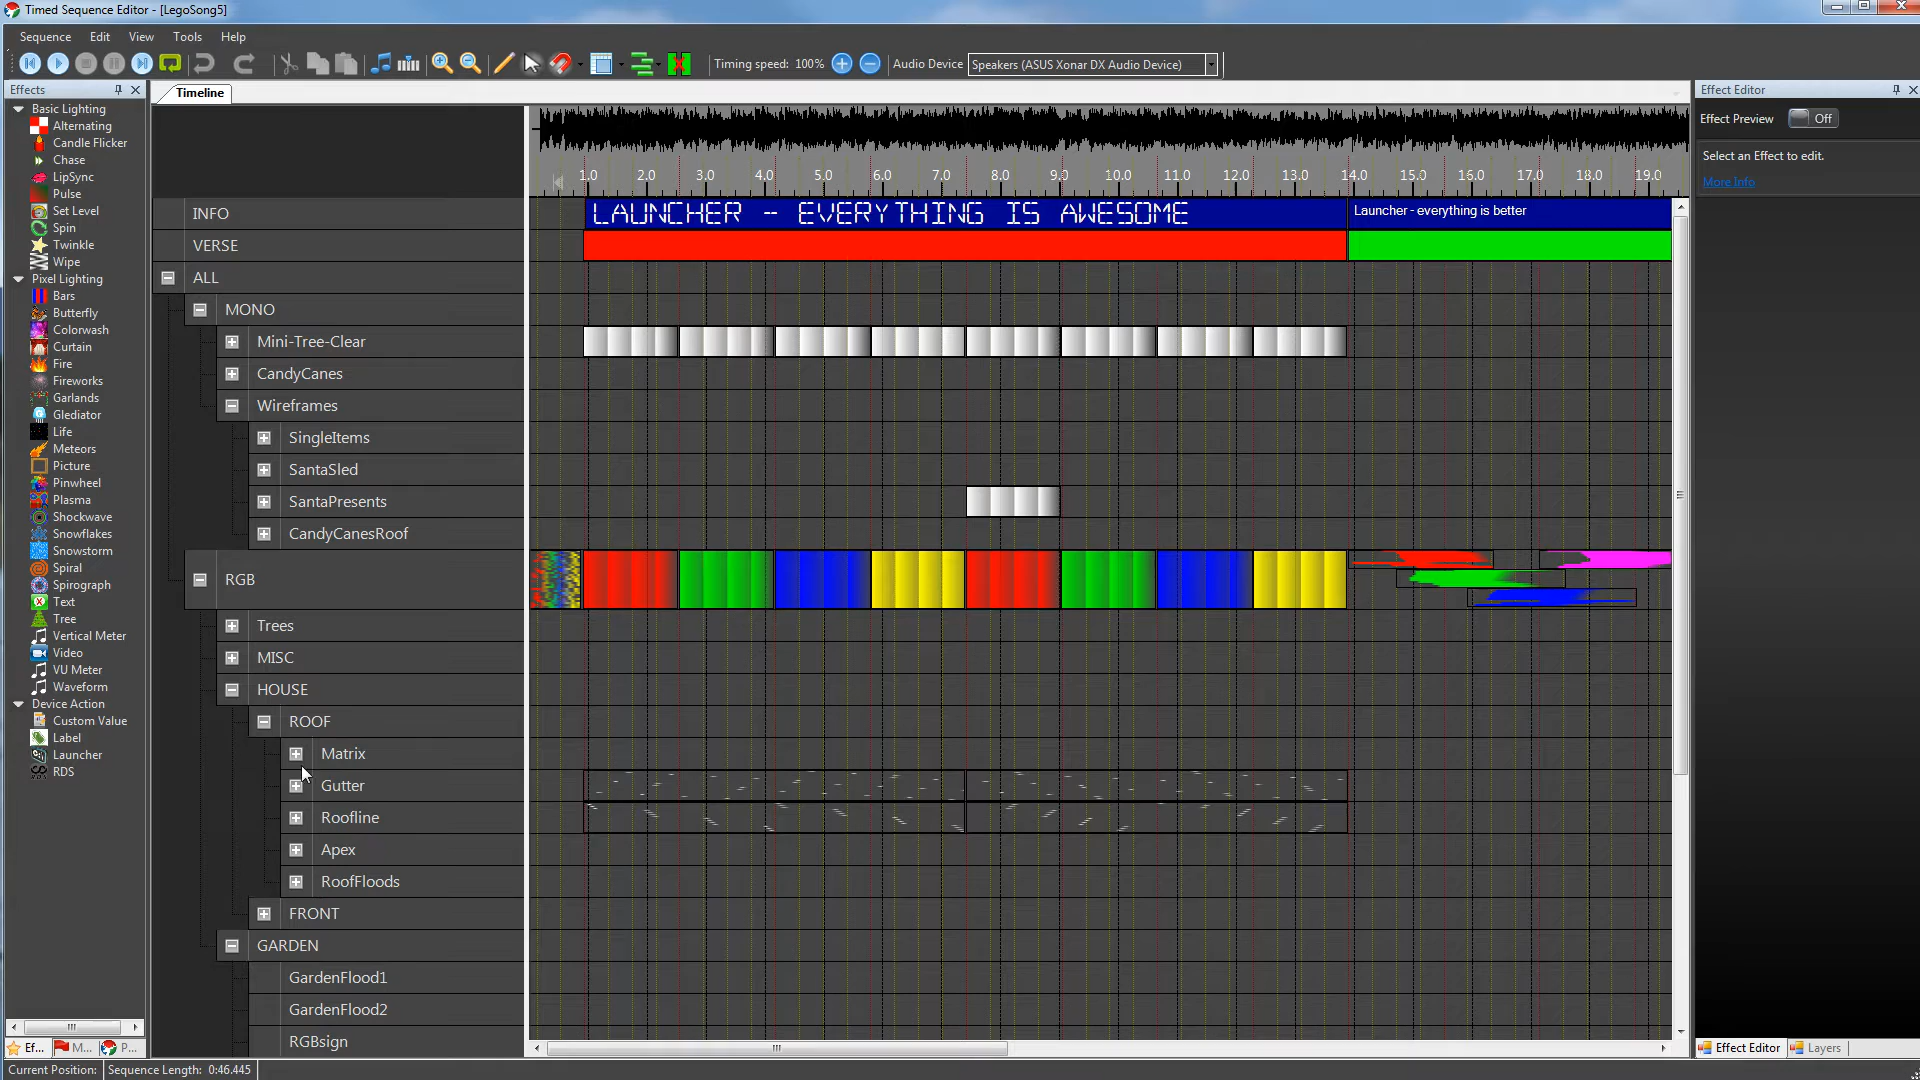 Timed Sequence Editor - [LegoSong5]
Sequence Edit View Tools Help
Timing speed: 100% Audio Device Speakers (ASUS Xonar DX Audio Device)
Effects
Timeline
Effect Editor
Basic Lighting
Alternating
Candle Flicker
Chase
LipSync
Pulse
Set Level
Spin
Twinkle
Wipe
Pixel Lighting
Bars
Butterfly
Colorwash
Curtain
Fire
Fireworks
Garlands
Glediator
Life
Meteors
Picture
Pinwheel
Plasma
Shockwave
Snowflakes
Snowstorm
Spiral
Spirograph
Text
Tree
Vertical Meter
Video
VU Meter
Waveform
Device Action
Custom Value
Label
Launcher
RDS
Ef... M... P...
1.0 2.0 3.0 4.0 5.0 6.0 7.0 8.0 9.0 10.0 11.0 12.0 13.0 14.0 15.0 16.0 17.0 18.0 19.0
INFO
LAUNCHER - EVERYTHING IS AWESOME
Launcher - everything is better
VERSE
ALL
MONO
Mini-Tree-Clear
CandyCanes
Wireframes
SingleItems
SantaSled
SantaPresents
CandyCanesRoof
RGB
Trees
MISC
HOUSE
ROOF
Matrix
Gutter
Roofline
Apex
RoofFloods
FRONT
GARDEN
GardenFlood1
GardenFlood2
RGBsign
Effect Preview Off
Select an Effect to edit.
More Info
Effect Editor Layers
Current Position: Sequence Length: 0:46.445